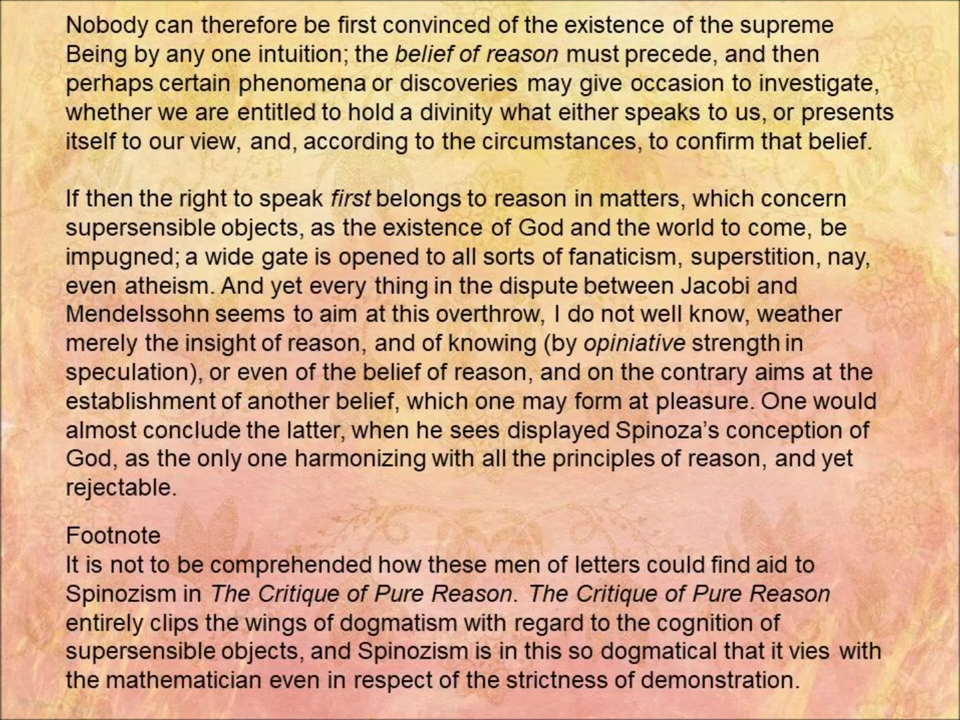 Nobody can therefore be first convinced of the existence of the supreme
Being by any one intuition; the belief of reason must precede, and then
perhaps certain phenomena or discoveries may give occasion to investigate,
whether we are entitled to hold a divinity what either speaks to us, or presents
itself to our view, and, according to the circumstances, to confirm that belief.
If then the right to speak first belongs to reason in matters, which concern
supersensible objects, as the existence of God and the world to come, be
impugned; a wide gate is opened to all sorts of fanaticism, superstition, nay,
even atheism. And yet every thing in the dispute between Jacobi and
Mendelssohn seems to aim at this overthrow, I do not well know, weather
merely the insight of reason, and of knowing (by opiniative strength in
speculation), or even of the belief of reason, and on the contrary aims at the
establishment of another belief, which one may form at pleasure. One would
almost conclude the latter, when he sees displayed Spinoza's conception of
God, as the only one harmonizing with all the principles of reason, and yet
rejectable.
Footnote
It is not to be comprehended how these men of letters could find aid to
Spinozism in The Critique of Pure Reason. The Critique of Pure Reason
entirely clips the wings of dogmatism with regard to the cognition of
supersensible objects, and Spinozism is in this so dogmatical that it vies with
the mathematician even in respect of the strictness of demonstration.